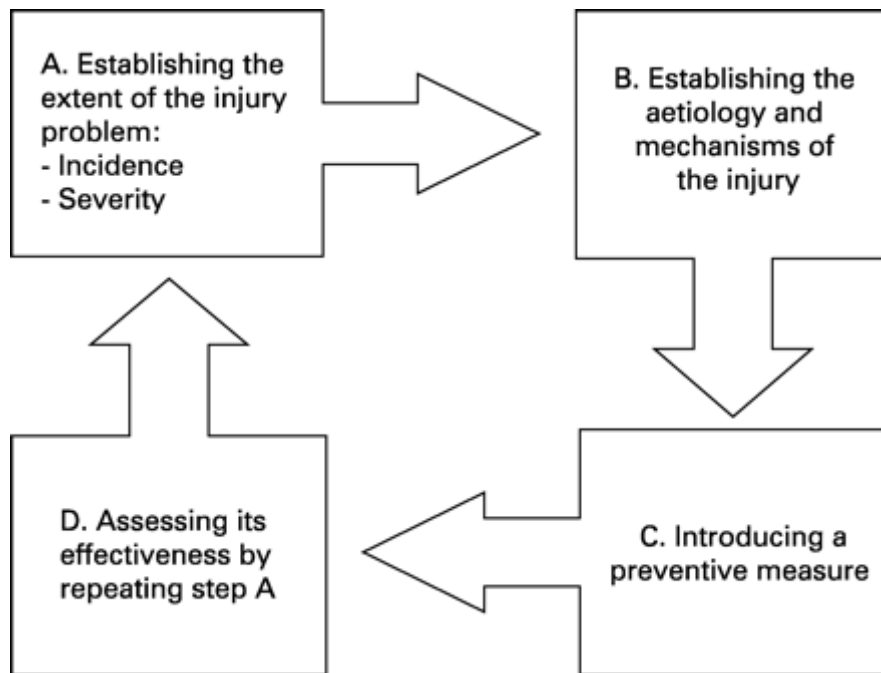 A. Establishing the
extent of the injury
problem:
- Incidence
- Severity
B. Establishing the
aetiology and
mechanisms of
the injury
C. Introducing a
preventive measure
D. Assessing its
effectiveness by
repeating step A